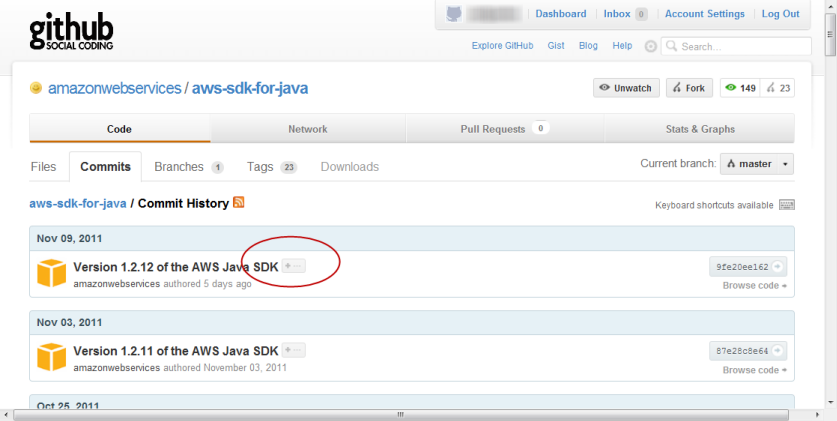 github
SOCIAL CODING
Dashboard Inbox 0 Account Settings Log Out
Explore GitHub Gist Blog Help Search...
amazonwebservices / aws-sdk-for-java
Unwatch Fork 149 23
Code Network Pull Requests 0 Stats & Graphs
Files Commits Branches 1 Tags 23 Downloads
Current branch: master
aws-sdk-for-java / Commit History
Keyboard shortcuts available
Nov 09, 2011
Version 1.2.12 of the AWS Java SDK
9fe20ee162
amazonwebservices authored 5 days ago
Browse code
Nov 03, 2011
Version 1.2.11 of the AWS Java SDK
87e28c8e64
amazonwebservices authored November 03, 2011
Browse code
Oct 25, 2011